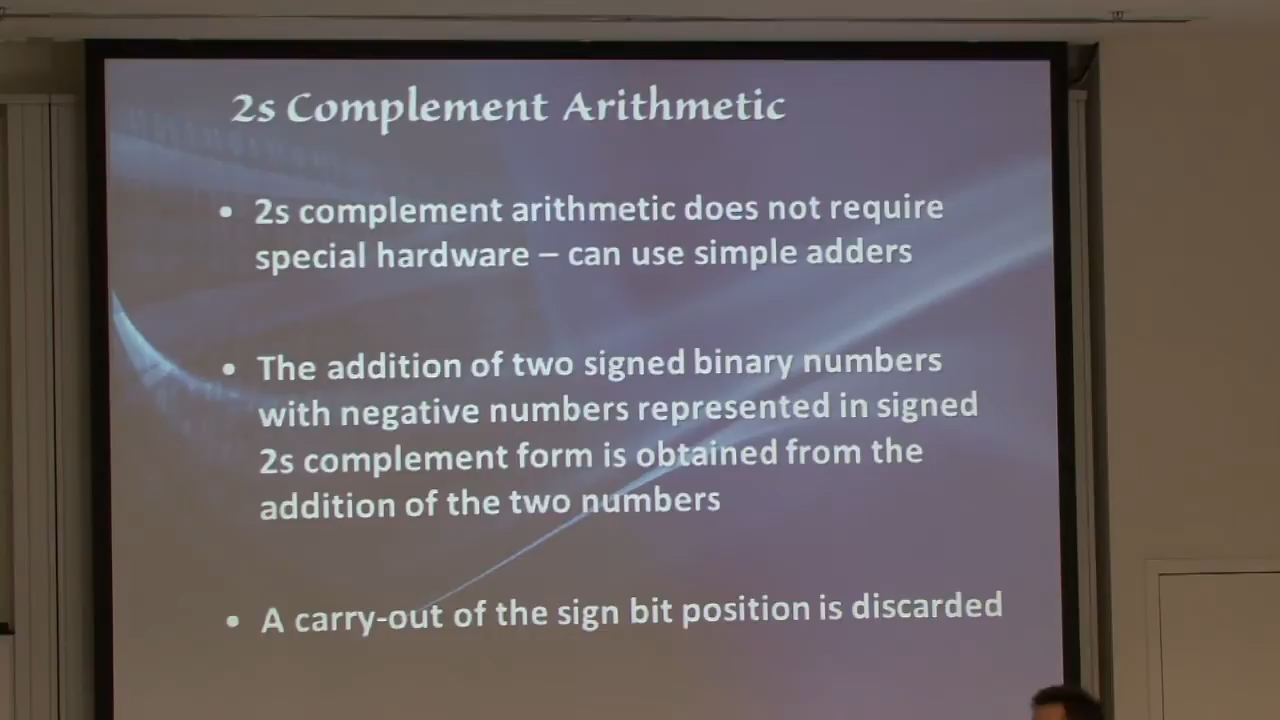 2s Complement Arithmetic
• 2s complement arithmetic does not require
special hardware – can use simple adders
• The addition of two signed binary numbers
with negative numbers represented in signed
2s complement form is obtained from the
addition of the two numbers
• A carry-out of the sign bit position is discarded